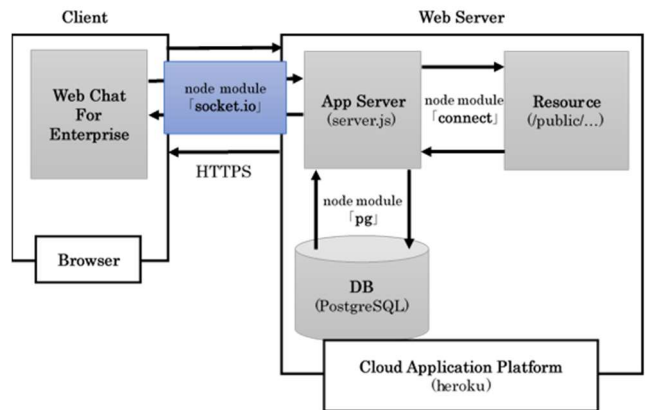 Client
Web Server
Web Chat
For
Enterprise
node module
「socket.io」
App Server
(server.js)
node module
「connect」
Resource
(/public/…)
HTTPS
node module
「pg」
Browser
DB
(PostgreSQL)
Cloud Application Platform
(heroku)